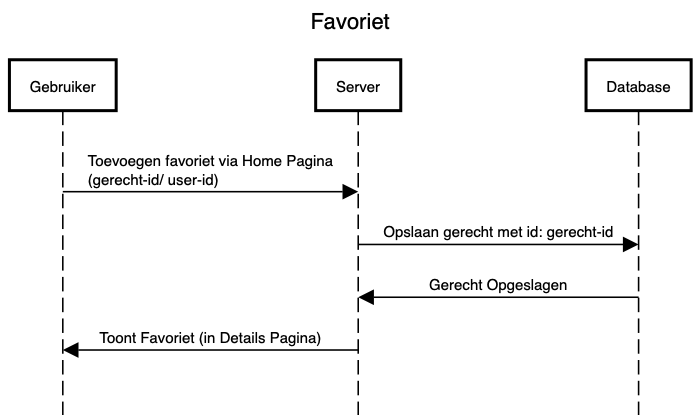 Favoriet
Gebruiker
Server
Database
Toevoegen favoriet via Home Pagina
(gerecht-id/ user-id)
Opslaan gerecht met id: gerecht-id
Gerecht Opgeslagen
Toont Favoriet (in Details Pagina)